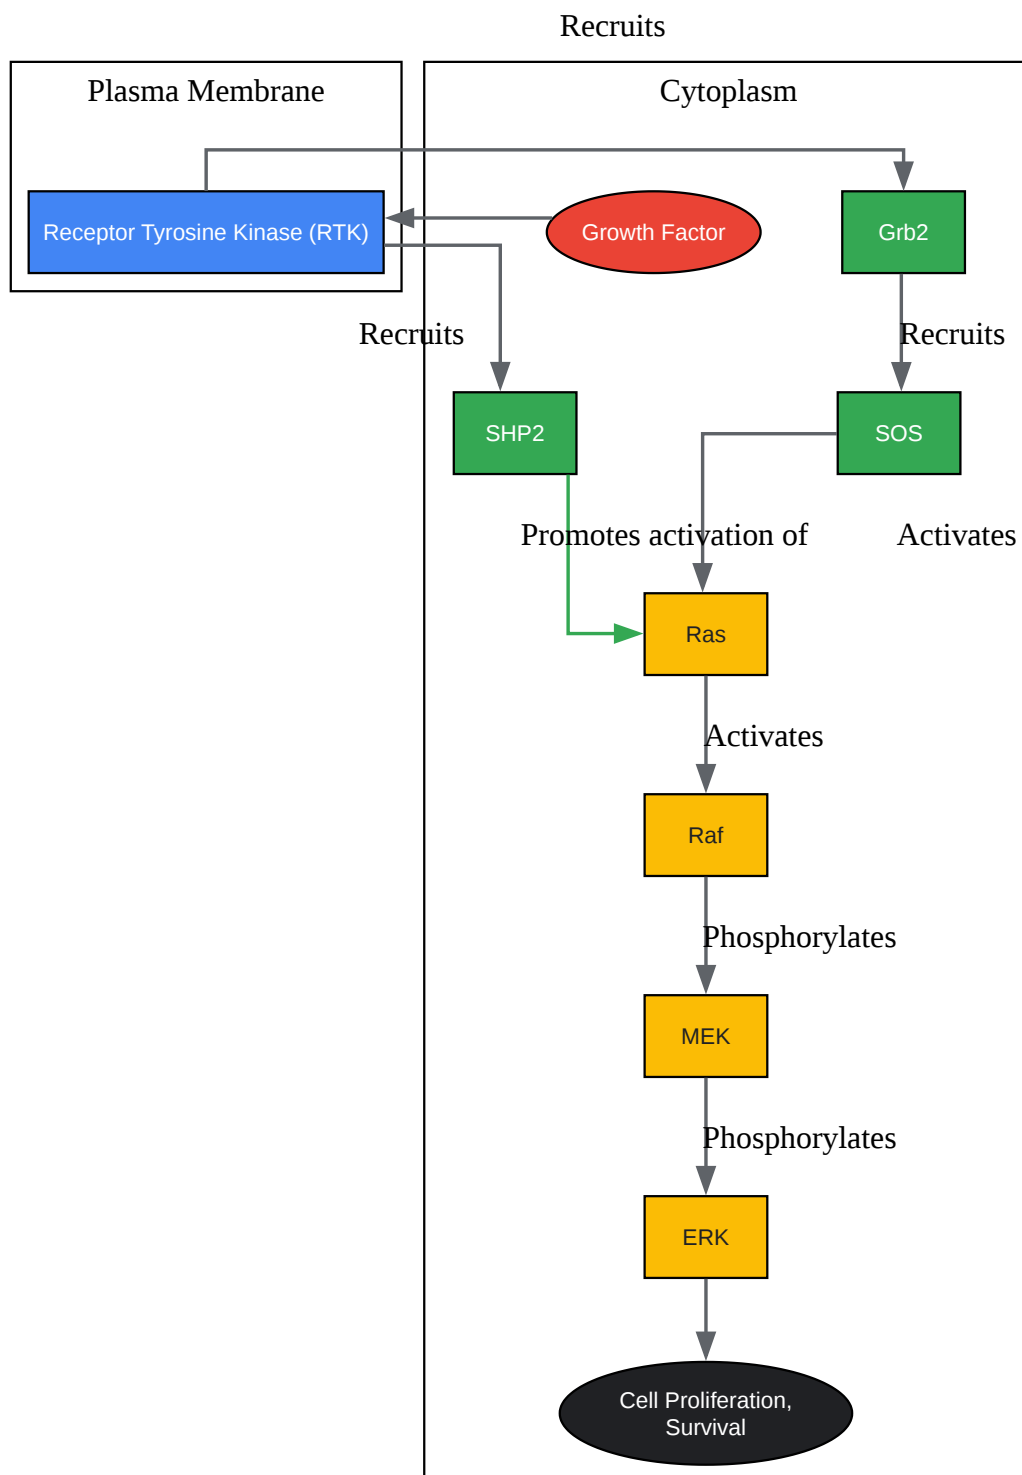 Recruits
Plasma Membrane
Cytoplasm
Receptor Tyrosine Kinase (RTK)
Growth Factor
Grb2
Recruits
Recruits
SHP2
SOS
Promotes activation of
Activates
Ras
Activates
Raf
Phosphorylates
MEK
Phosphorylates
ERK
Cell Proliferation,
Survival